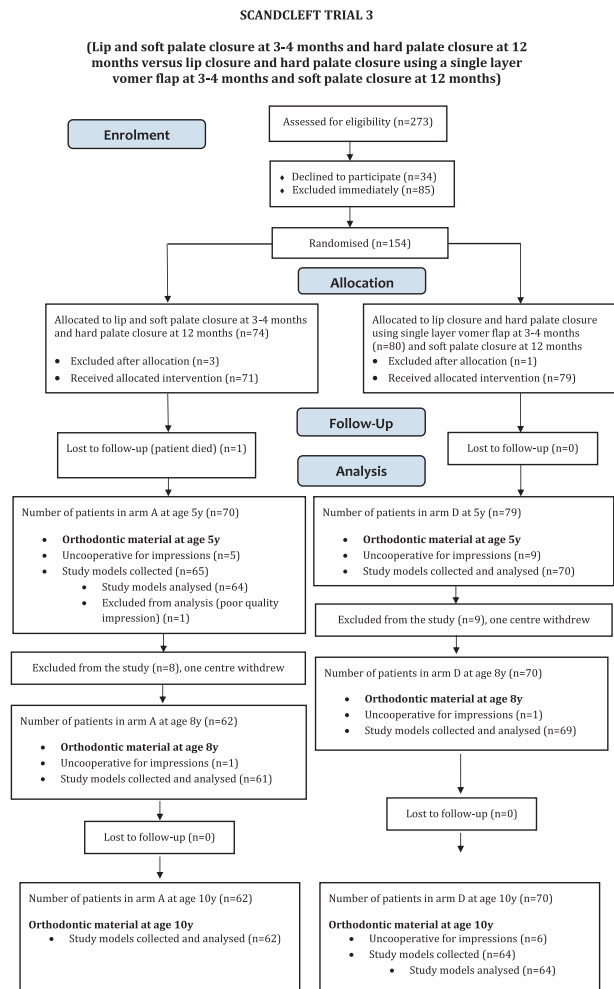 SCANDCLEFT TRIAL 3
(Lip and soft palate closure at 3-4 months and hard palate closure at 12
months versus lip closure and hard palate closure using a single layer
vomer flap at 3-4 months and soft palate closure at 12 months)
Enrolment
Assessed for eligibility (n=273)
♦ Declined to participate (n=34)
♦ Excluded immediately (n=85)
Randomised (n=154)
Allocation
Allocated to lip and soft palate closure at 3-4 months
and hard palate closure at 12 months (n=74)
• Excluded after allocation (n=3)
• Received allocated intervention (n=71)
Allocated to lip closure and hard palate closure
using single layer vomer flap at 3-4 months
(n=80) and soft palate closure at 12 months
• Excluded after allocation (n=1)
• Received allocated intervention (n=79)
Follow-Up
Lost to follow-up (patient died) (n=1)
Lost to follow-up (n=0)
Analysis
Number of patients in arm A at age 5y (n=70)
• Orthodontic material at age 5y
• Uncooperative for impressions (n=5)
• Study models collected (n=65)
• Study models analysed (n=64)
• Excluded from analysis (poor quality
impression) (n=1)
Number of patients in arm D at 5y (n=79)
• Orthodontic material at age 5y
• Uncooperative for impressions (n=9)
• Study models collected and analysed (n=70)
Excluded from the study (n=9), one centre withdrew
Excluded from the study (n=8), one centre withdrew
Number of patients in arm D at age 8y (n=70)
• Orthodontic material at age 8y
• Uncooperative for impressions (n=1)
• Study models collected and analysed (n=69)
Number of patients in arm A at age 8y (n=62)
• Orthodontic material at age 8y
• Uncooperative for impressions (n=1)
• Study models collected and analysed (n=61)
Lost to follow-up (n=0)
Lost to follow-up (n=0)
Number of patients in arm A at age 10y (n=62)
Orthodontic material at age 10y
• Study models collected and analysed (n=62)
Number of patients in arm D at age 10y (n=70)
Orthodontic material at age 10y
• Uncooperative for impressions (n=6)
• Study models collected (n=64)
• Study models analysed (n=64)